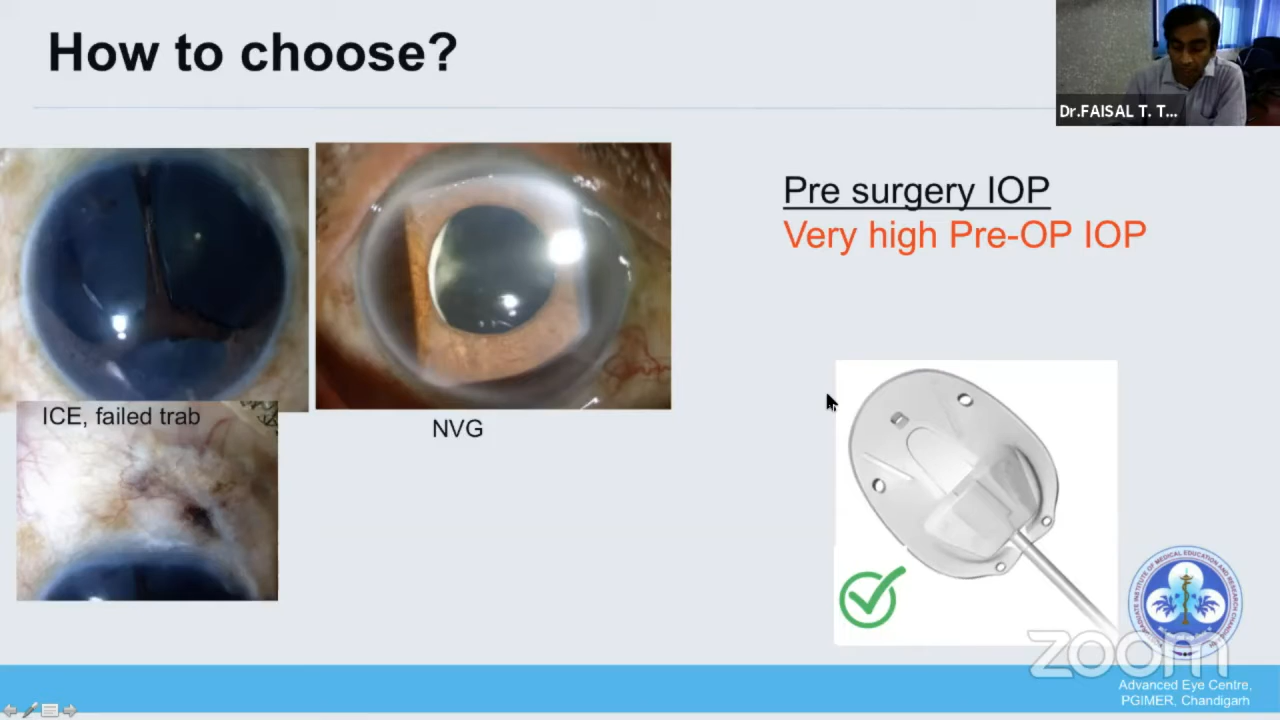 How to choose?
Dr.FAISAL T. T...
Pre surgery IOP
Very high Pre-OP IOP
ICE, failed trab
NVG
zoom
Advanced Eye Centre,
PGIMER, Chandigarh